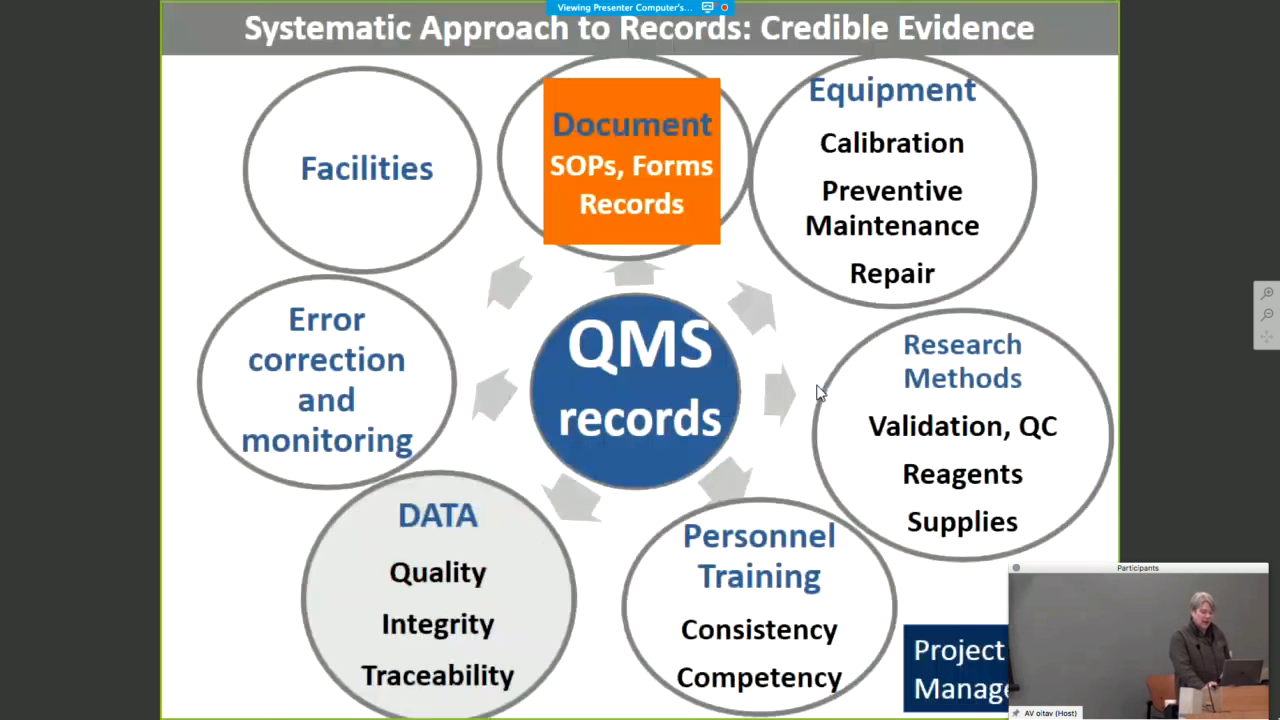 Viewing Presenter Computer's...
Systematic Approach to Records: Credible Evidence
Facilities
Document
SOPs, Forms
Records
Equipment
Calibration
Preventive
Maintenance
Repair
Error
correction
and
monitoring
QMS
records
Research
Methods
Validation, QC
Reagents
Supplies
DATA
Quality
Integrity
Traceability
Personnel
Training
Consistency
Competency
Project
Manage
Participants
AV oitav (Host)